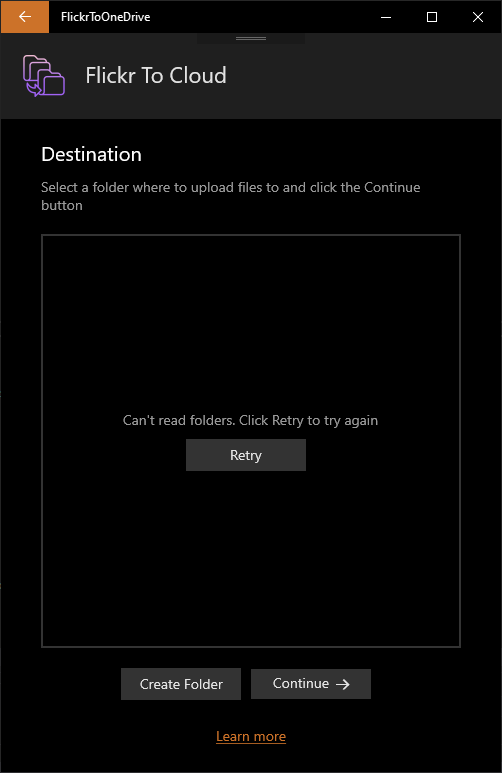 FlickrToOneDrive
Flickr To Cloud
Destination
Select a folder where to upload files to and click the Continue
button
Can't read folders. Click Retry to try again
Retry
Create Folder
Continue →
Learn more